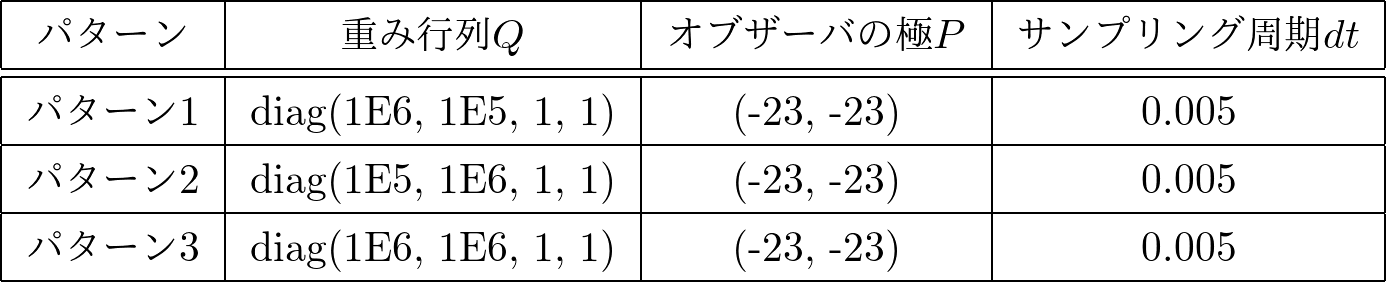 パターン 重み行列Q オブザーバの極P サンプリング周期dt
パターン1 diag(1E6, 1E5, 1, 1) (-23, -23) 0.005
パターン2 diag(1E5, 1E6, 1, 1) (-23, -23) 0.005
パターン3 diag(1E6, 1E6, 1, 1) (-23, -23) 0.005